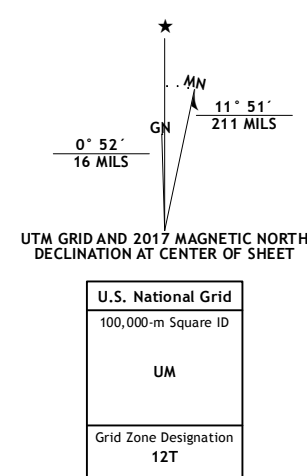 ★
MN
GN
11° 51´
211 MILS
0° 52´
16 MILS
UTM GRID AND 2017 MAGNETIC NORTH
DECLINATION AT CENTER OF SHEET
U.S. National Grid
100,000-m Square ID
UM
Grid Zone Designation
12T